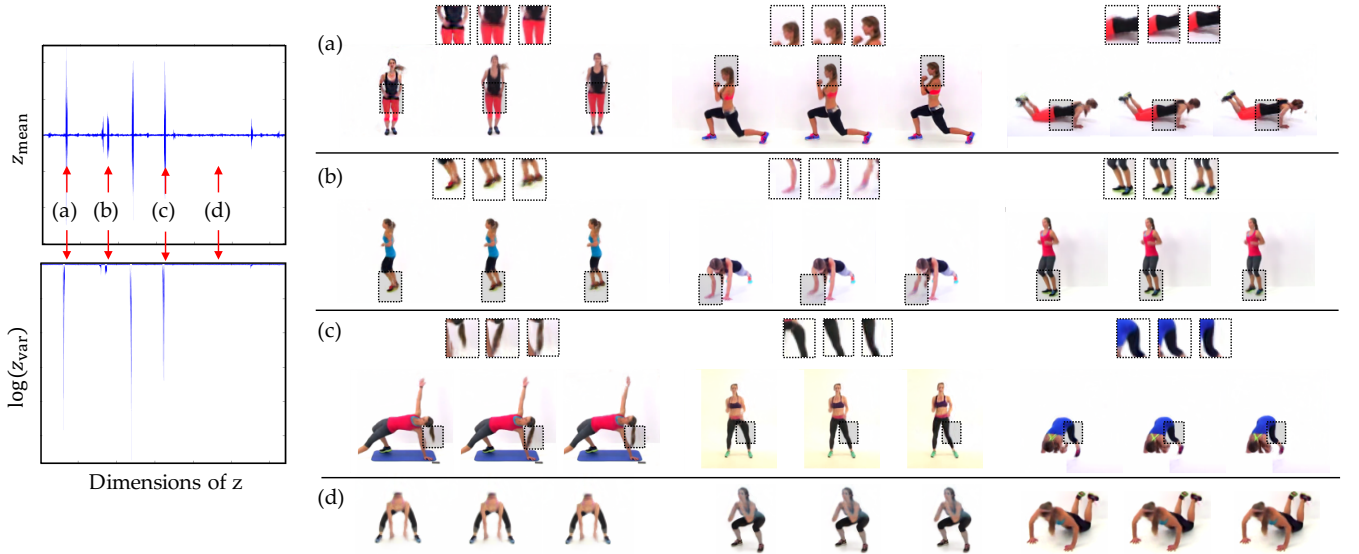 z_mean
(a)
(b)
(c)
(d)
log(z_var)
Dimensions of z
(a)
(b)
(c)
(d)